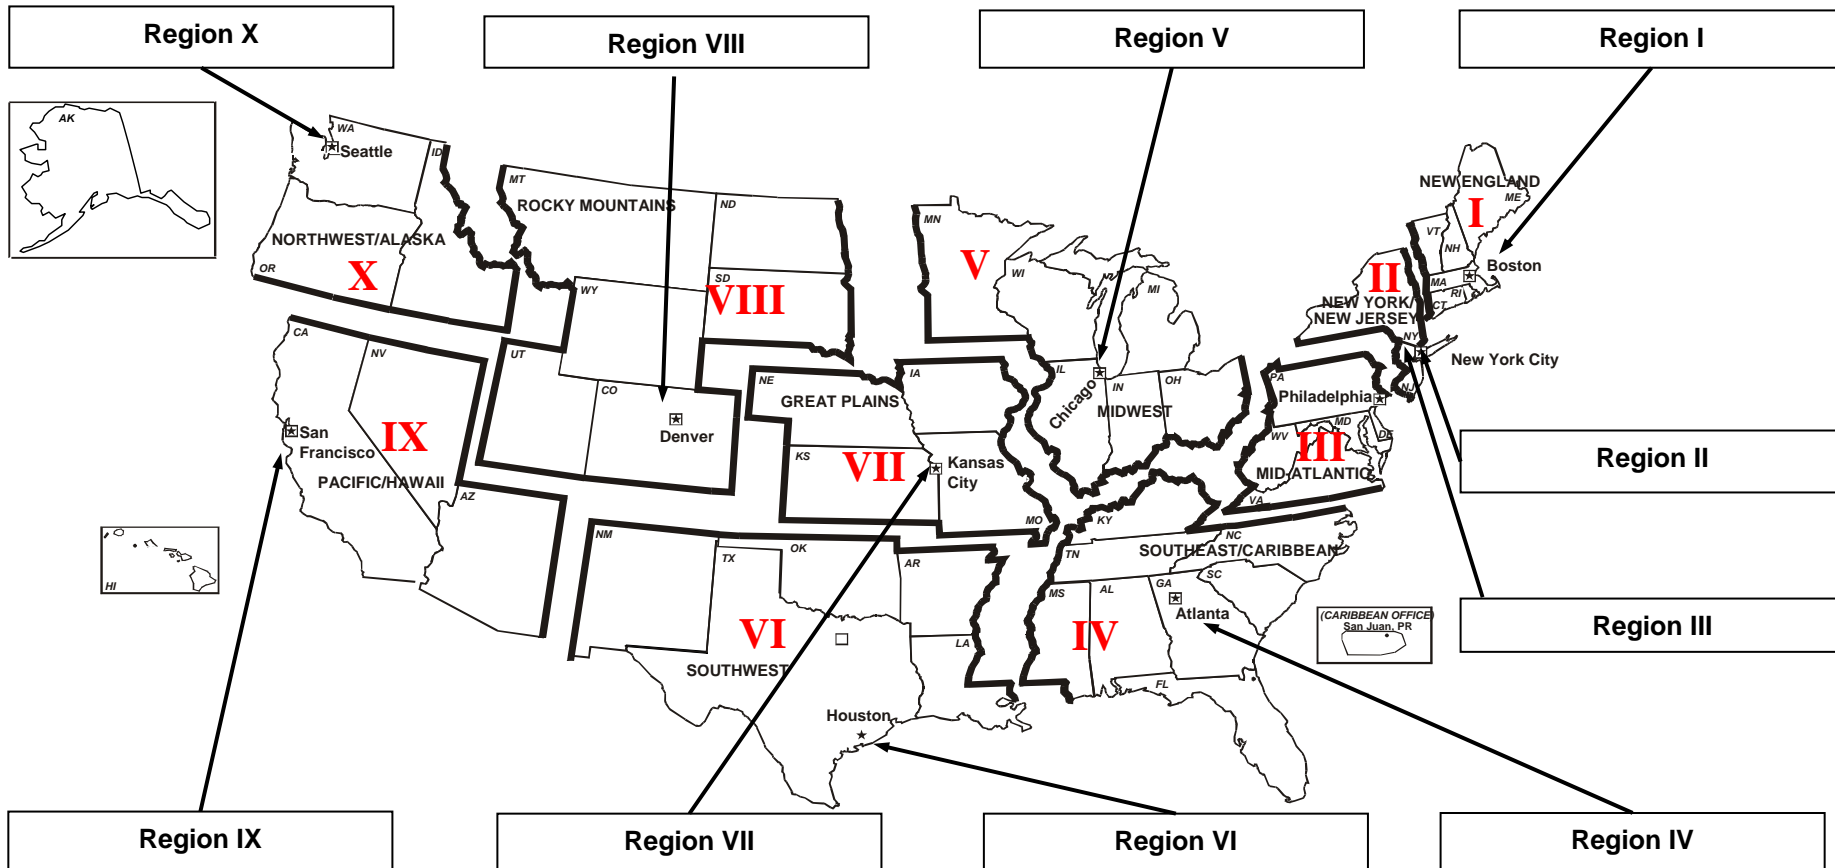 Region X
Region VIII
Region V
Region I
AK
WA
Seattle
ID
MT
ROCKY MOUNTAINS
ND
MN
NEW ENGLAND
ME
I
VT
NH
NORTHWEST/ALASKA
X
OR
WY
SD
VIII
V
WI
MI
II
Boston
MA
RI
CT
NEW YORK/
NEW JERSEY
NY
New York City
NJ
CA
NV
UT
CO
Denver
NE
GREAT PLAINS
IA
IL
Chicago
IN
MIDWEST
OH
PA
Philadelphia
MD
DE
WV
III
MID-ATLANTIC
VA
San
Francisco
IX
PACIFIC/HAWAII
AZ
KS
VII
Kansas
City
MO
KY
Region II
HI
NM
TX
OK
AR
TN
NC
SOUTHEAST/CARIBBEAN
SC
MS
AL
GA
Atlanta
IV
VI
SOUTHWEST
LA
FL
Houston
(CARIBBEAN OFFICE)
San Juan, PR
Region III
Region IX
Region VII
Region VI
Region IV